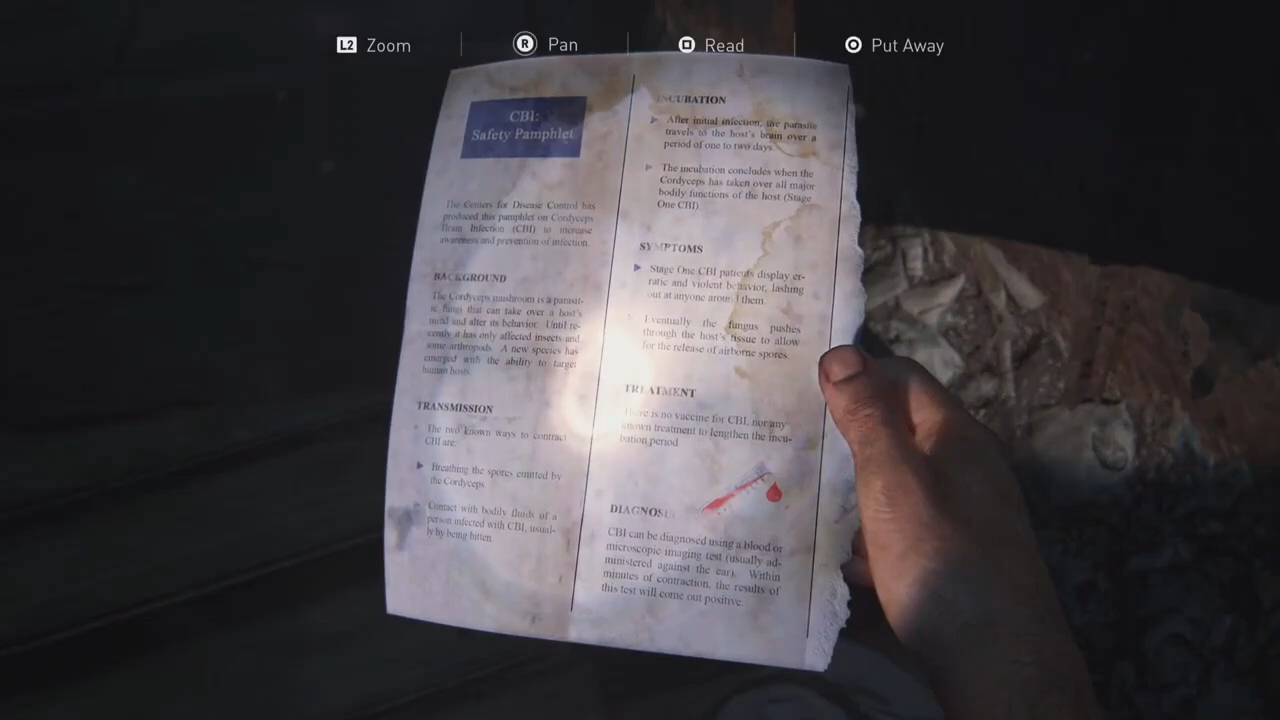 L2 Zoom
R Pan
Read
Put Away
CBI:
Safety Pamphlet
The Centers for Disease Control has
produced this pamphlet on Cordyceps
Brain Infection (CBI) to increase
awareness and prevention of infection.
BACKGROUND
The Cordyceps mushroom is a parasit-
ic fungi that can take over a host's
mind and alter its behavior. Until re-
cently it has only affected insects and
some arthropods. A new species has
emerged with the ability to target
human hosts.
TRANSMISSION
The two known ways to contract
CBI are:
Breathing the spores emitted by
the Cordyceps.
Contact with bodily fluids of a
person infected with CBI, usual-
ly by being bitten.
INCUBATION
After initial infection, the parasite
travels to the host's brain over a
period of one to two days.
The incubation concludes when the
Cordyceps has taken over all major
bodily functions of the host (Stage
One CBI).
SYMPTOMS
Stage One CBI patients display er-
ratic and violent behavior, lashing
out at anyone around them.
Eventually the fungus pushes
through the host's tissue to allow
for the release of airborne spores.
TREATMENT
There is no vaccine for CBI, nor any
known treatment to lengthen the incu-
bation period
DIAGNOSIS
CBI can be diagnosed using a blood or
microscopic imaging test (usually ad-
ministered against the ear). Within
minutes of contraction, the results of
this test will come out positive.